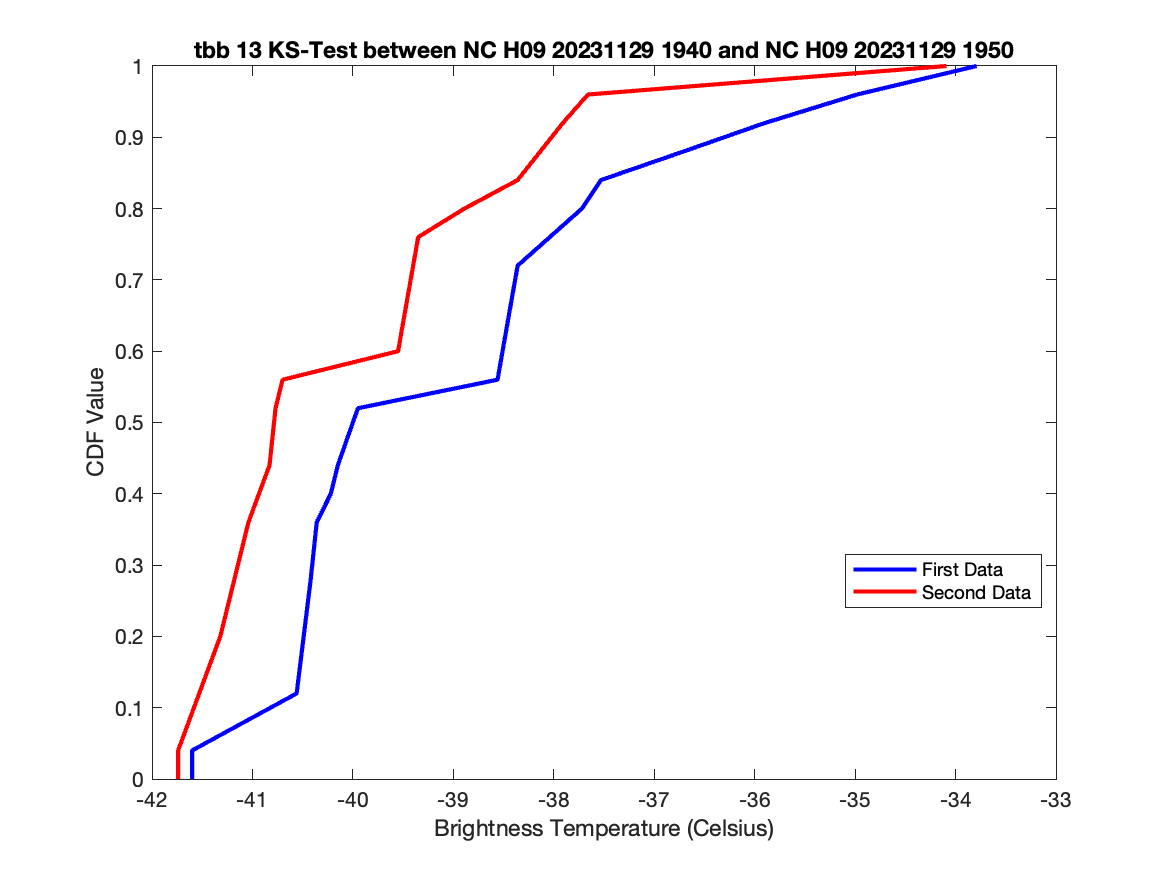 tbb 13 KS-Test between NC H09 20231129 1940 and NC H09 20231129 1950
1
0.9
0.8
0.7
0.6
0.5
0.4
0.3
0.2
0.1
0
CDF Value
First Data
Second Data
-42 -41 -40 -39 -38 -37 -36 -35 -34 -33
Brightness Temperature (Celsius)